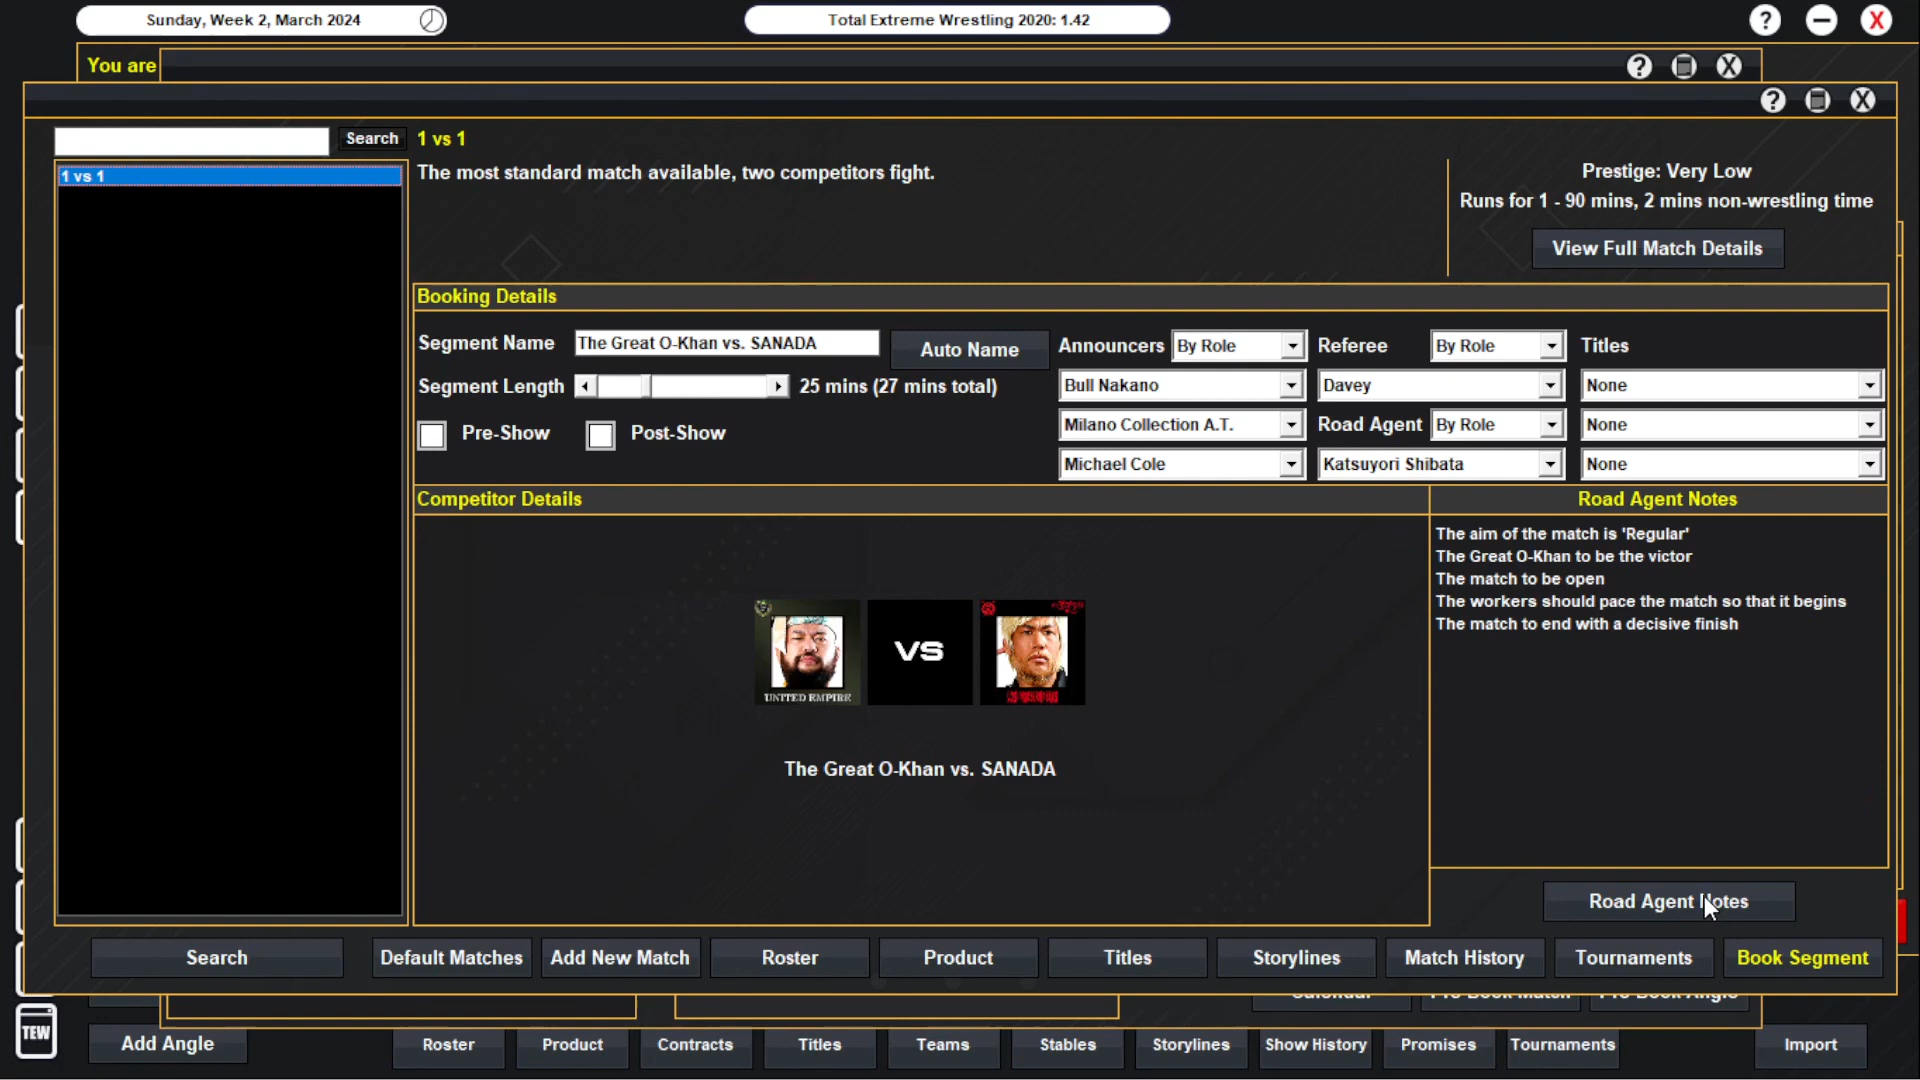 Sunday, Week 2, March 2024
Total Extreme Wrestling 2020: 1.42
You are
Search
1 vs 1
1 vs 1
The most standard match available, two competitors fight.
Prestige: Very Low
Runs for 1 - 90 mins, 2 mins non-wrestling time
View Full Match Details
Booking Details
Segment Name
The Great O-Khan vs. SANADA
Auto Name
Announcers
By Role
Referee
By Role
Titles
Segment Length
25 mins (27 mins total)
Bull Nakano
Davey
None
Pre-Show
Post-Show
Milano Collection A.T.
Road Agent
By Role
None
Michael Cole
Katsuyori Shibata
None
Competitor Details
Road Agent Notes
The aim of the match is 'Regular'
The Great O-Khan to be the victor
The match to be open
The workers should pace the match so that it begins
The match to end with a decisive finish
UNITED EMPIRE
VS
The Great O-Khan vs. SANADA
Road Agent Notes
Search
Default Matches
Add New Match
Roster
Product
Titles
Storylines
Match History
Tournaments
Book Segment
Calendar
Pre Book Match
Pre Book Angle
TEW
Add Angle
Roster
Product
Contracts
Titles
Teams
Stables
Storylines
Show History
Promises
Tournaments
Import